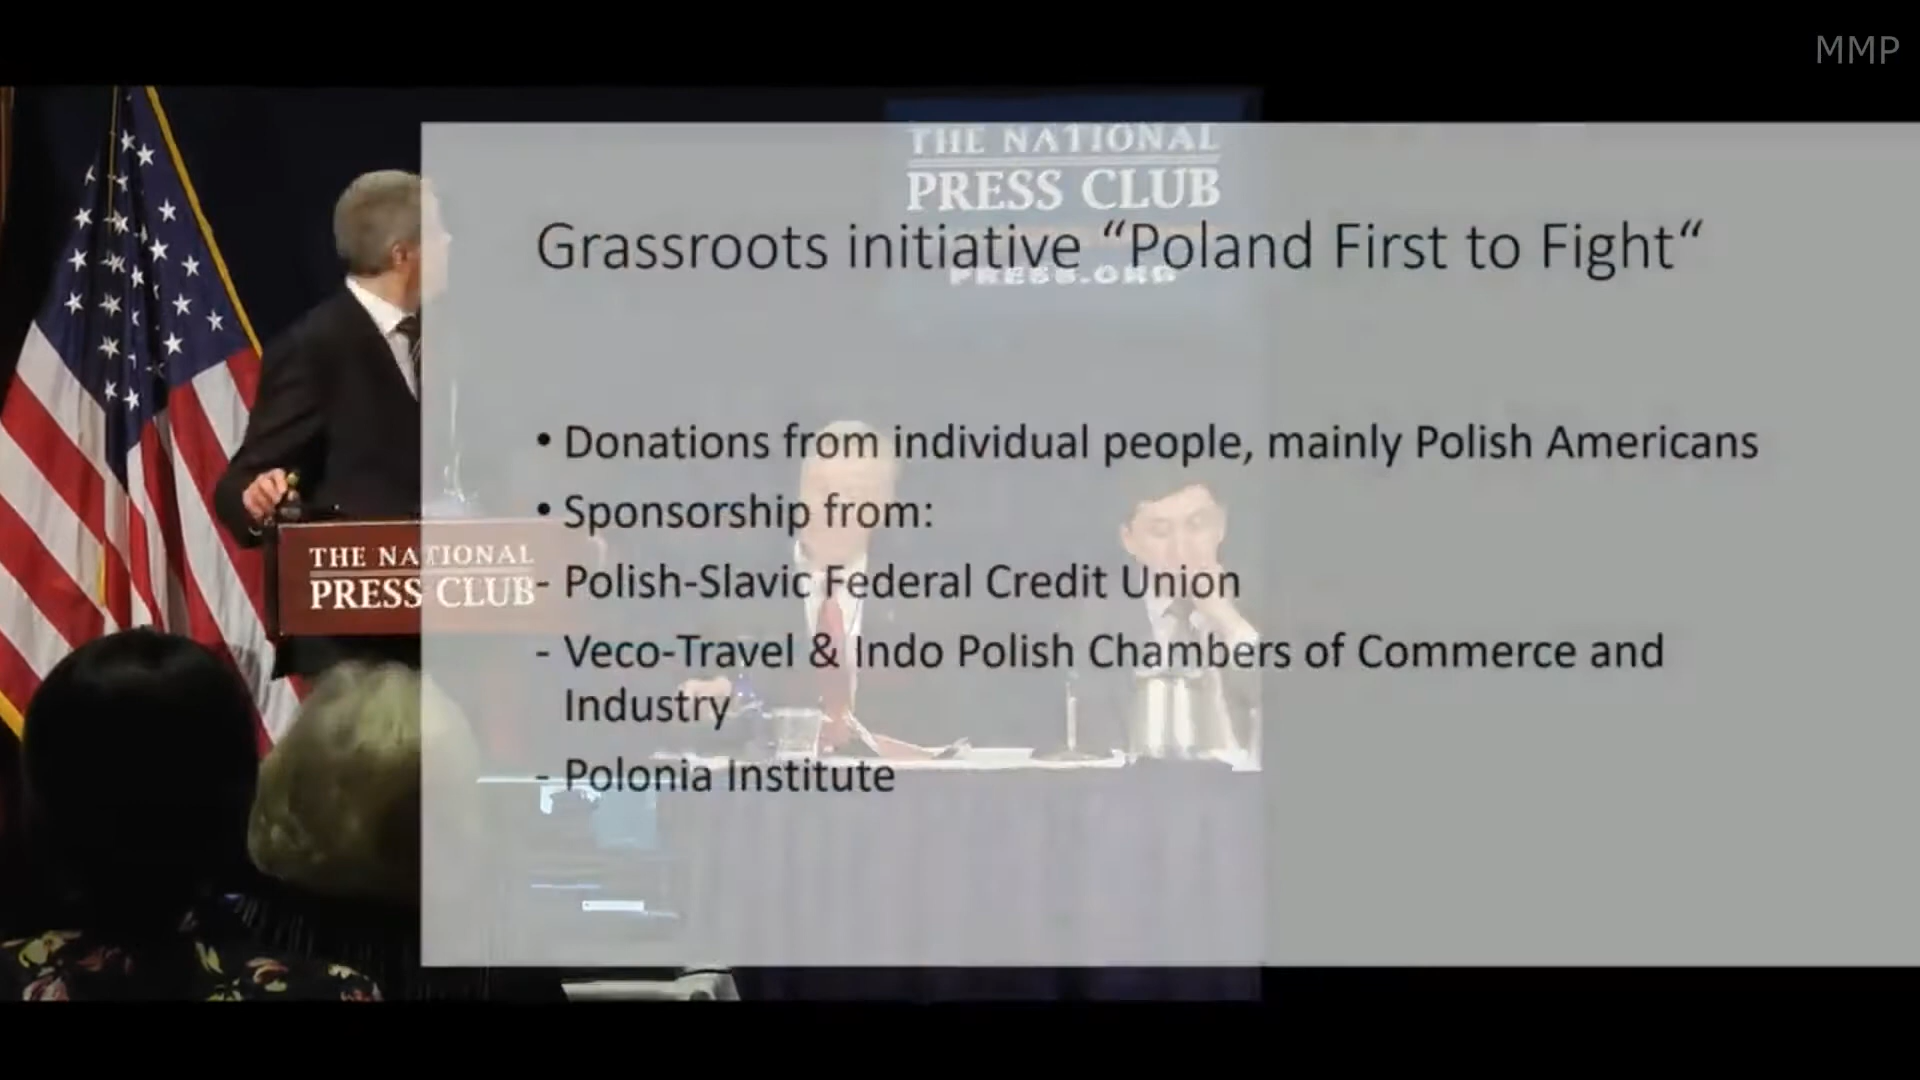 MMP
THE NATIONAL
PRESS CLUB
PRESS.ORG
Grassroots initiative “Poland First to Fight“
• Donations from individual people, mainly Polish Americans
• Sponsorship from:
- Polish-Slavic Federal Credit Union
- Veco-Travel & Indo Polish Chambers of Commerce and
Industry
- Polonia Institute
THE NATIONAL
PRESS CLUB